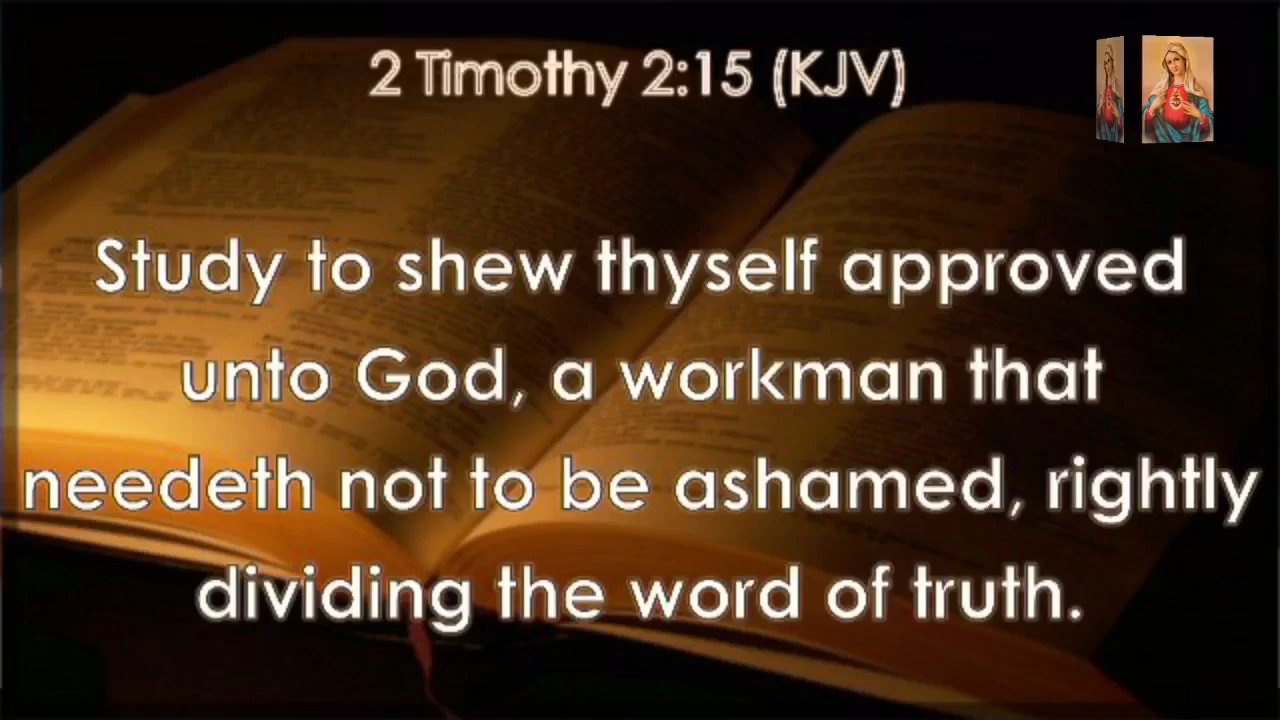 2 Timothy 2:15 (KJV)
Study to shew thyself approved
unto God, a workman that
needeth not to be ashamed, rightly
dividing the word of truth.